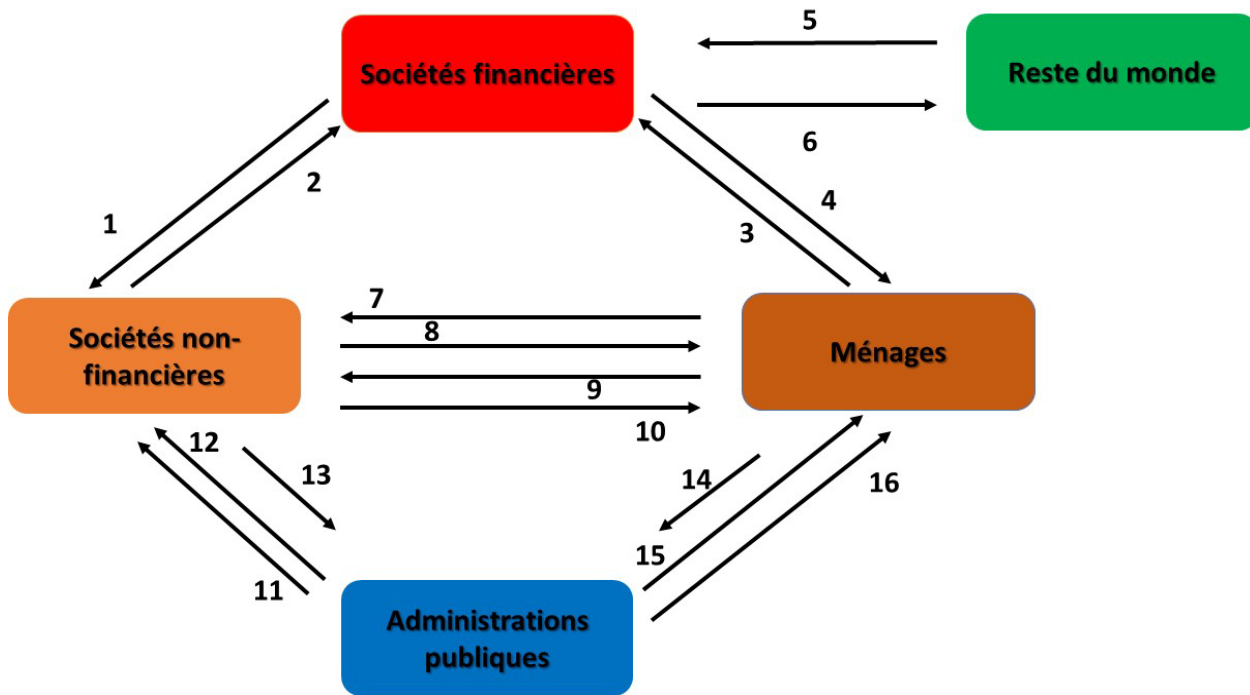 5
Sociétés financières
Reste du monde
6
2
4
1
3
7
8
Sociétés non-
financières
Ménages
9
10
12
13
14
16
15
11
Administrations
publiques